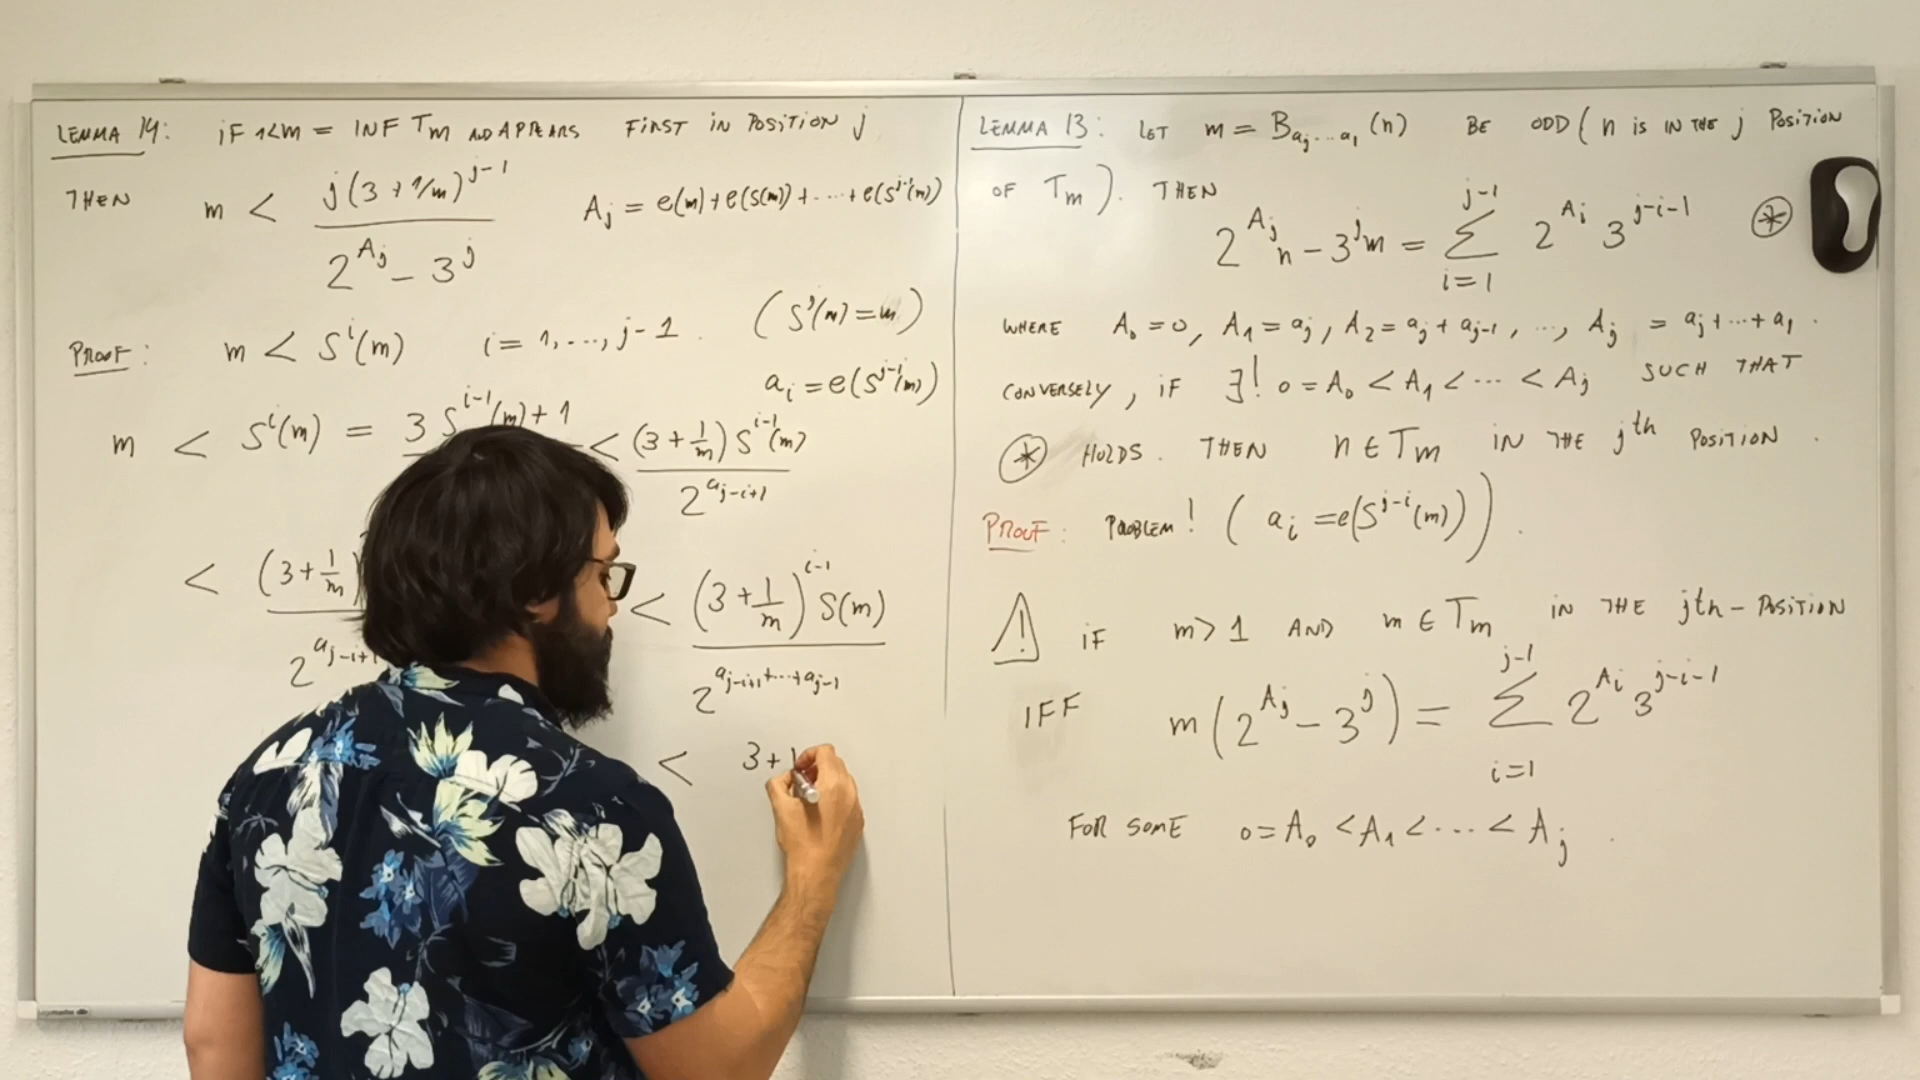 LEMMA 14: IF 1<m = INF Tm AND APPEARS FIRST IN POSITION j
THEN m < j(3+1/m)^{j-1} / (2^{A_j} - 3^j)   A_j = e(m)+e(S(m))+...+e(S^{j-1}(m))
PROOF: m < S^i(m)   i=1,...,j-1. (S^j(m)=m)
a_i = e(S^{j-i}(m))
m < S^i(m) = 3S^{i-1}(m)+1 < (3+1/m) S^{i-1}(m) / 2^{a_{j-i+1}}
< (3+1/m) / 2^{a_{j-i+1} < (3+1/m)^{i-1} S(m) / 2^{a_{j-i+1}+...+a_{j-1}}
< 3+1
LEMMA 13: LET m = B_{a_j...a_1}(n) BE ODD (n IS IN THE j POSITION
OF T_m). THEN
2^{A_j} n - 3^j m = \sum_{i=1}^{j-1} 2^{A_i} 3^{j-i-1} ⊛
WHERE A_0=0, A_1=a_j, A_2=a_j+a_{j-1}, ..., A_j = a_j+...+a_1.
CONVERSELY, IF ∃! 0=A_0<A_1<...<A_j SUCH THAT
⊛ HOLDS. THEN n∈T_m IN THE j^{th} POSITION.
PROOF: PROBLEM! (a_i=e(S^{j-i}(m))).
⚠ IF m>1 AND m∈T_m IN THE jth-POSITION
IFF m(2^{A_j} - 3^j) = \sum_{i=1}^{j-1} 2^{A_i} 3^{j-i-1}
FOR SOME 0=A_0<A_1<...<A_j.